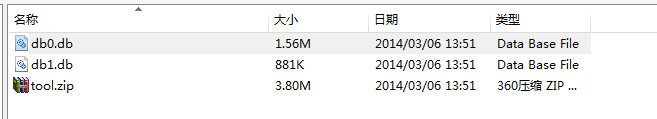 名称 大小 日期 类型
db0.db 1.56M 2014/03/06 13:51 Data Base File
db1.db 881K 2014/03/06 13:51 Data Base File
tool.zip 3.80M 2014/03/06 13:51 360压缩 ZIP ...